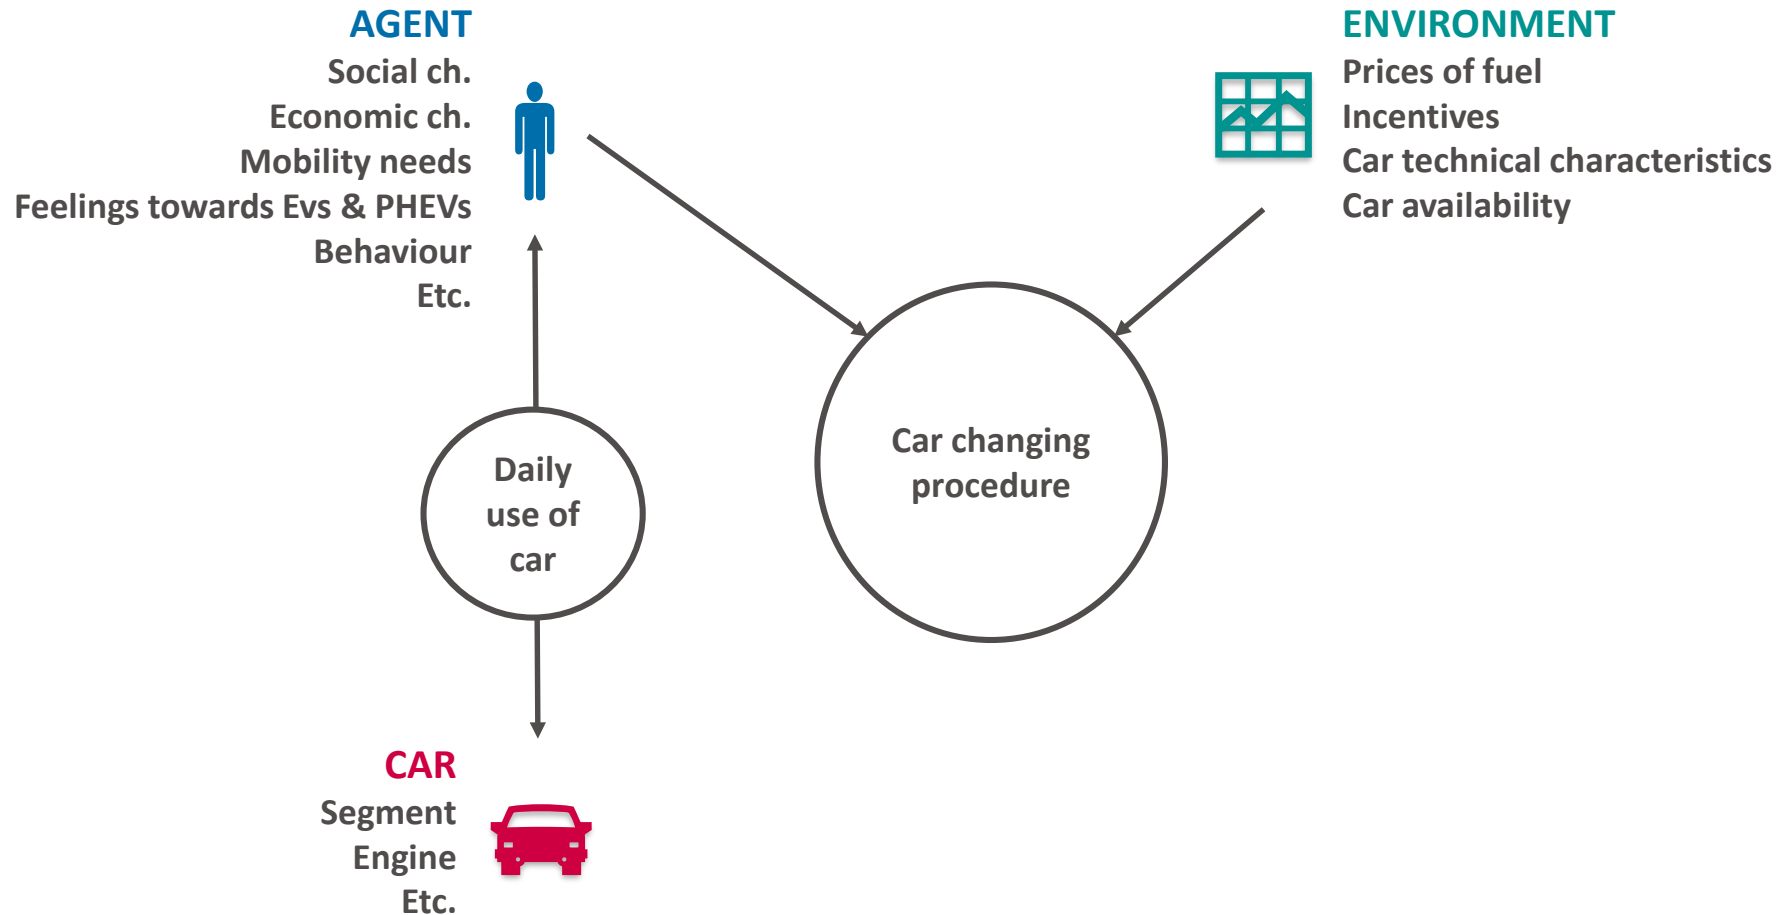 AGENT
Social ch.
Economic ch.
Mobility needs
Feelings towards Evs & PHEVs
Behaviour
Etc.
ENVIRONMENT
Prices of fuel
Incentives
Car technical characteristics
Car availability
Daily
use of
car
Car changing
procedure
CAR
Segment
Engine
Etc.